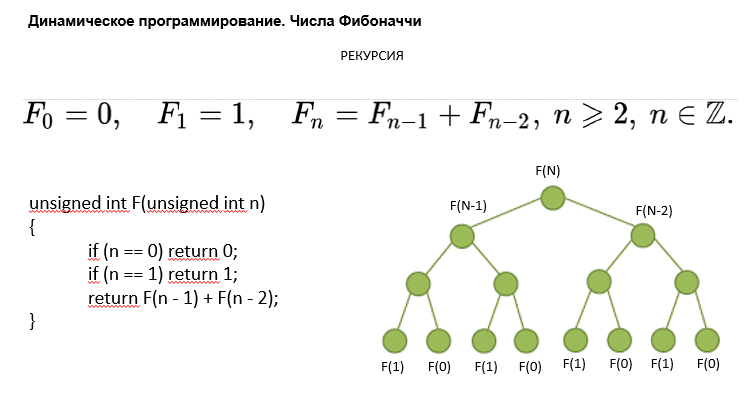 Динамическое программирование. Числа Фибоначчи
РЕКУРСИЯ
F₀ = 0, F₁ = 1, Fₙ = Fₙ₋₁ + Fₙ₋₂, n ⩾ 2, n ∈ ℤ.
unsigned int F(unsigned int n)
{
if (n == 0) return 0;
if (n == 1) return 1;
return F(n - 1) + F(n - 2);
}
F(N)
F(N-1)
F(N-2)
F(1) F(0) F(1) F(0) F(1) F(0) F(1) F(0)